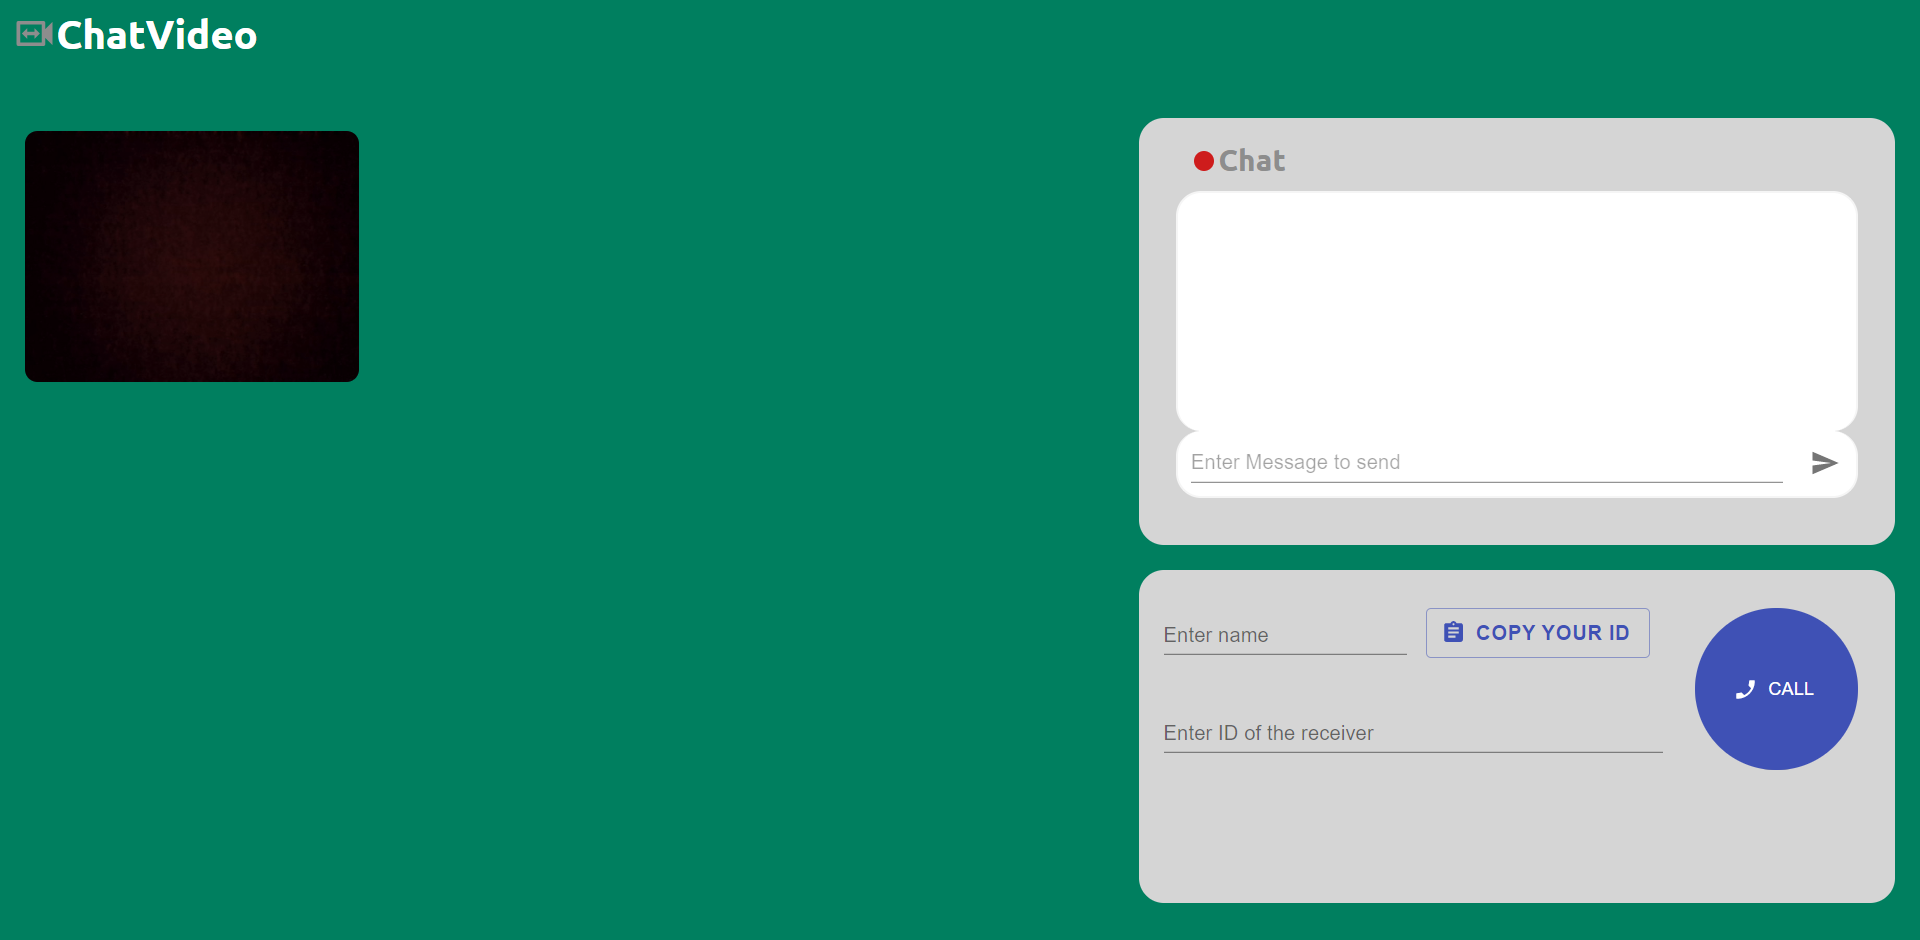 ChatVideo
Chat
Enter Message to send
Enter name
COPY YOUR ID
CALL
Enter ID of the receiver